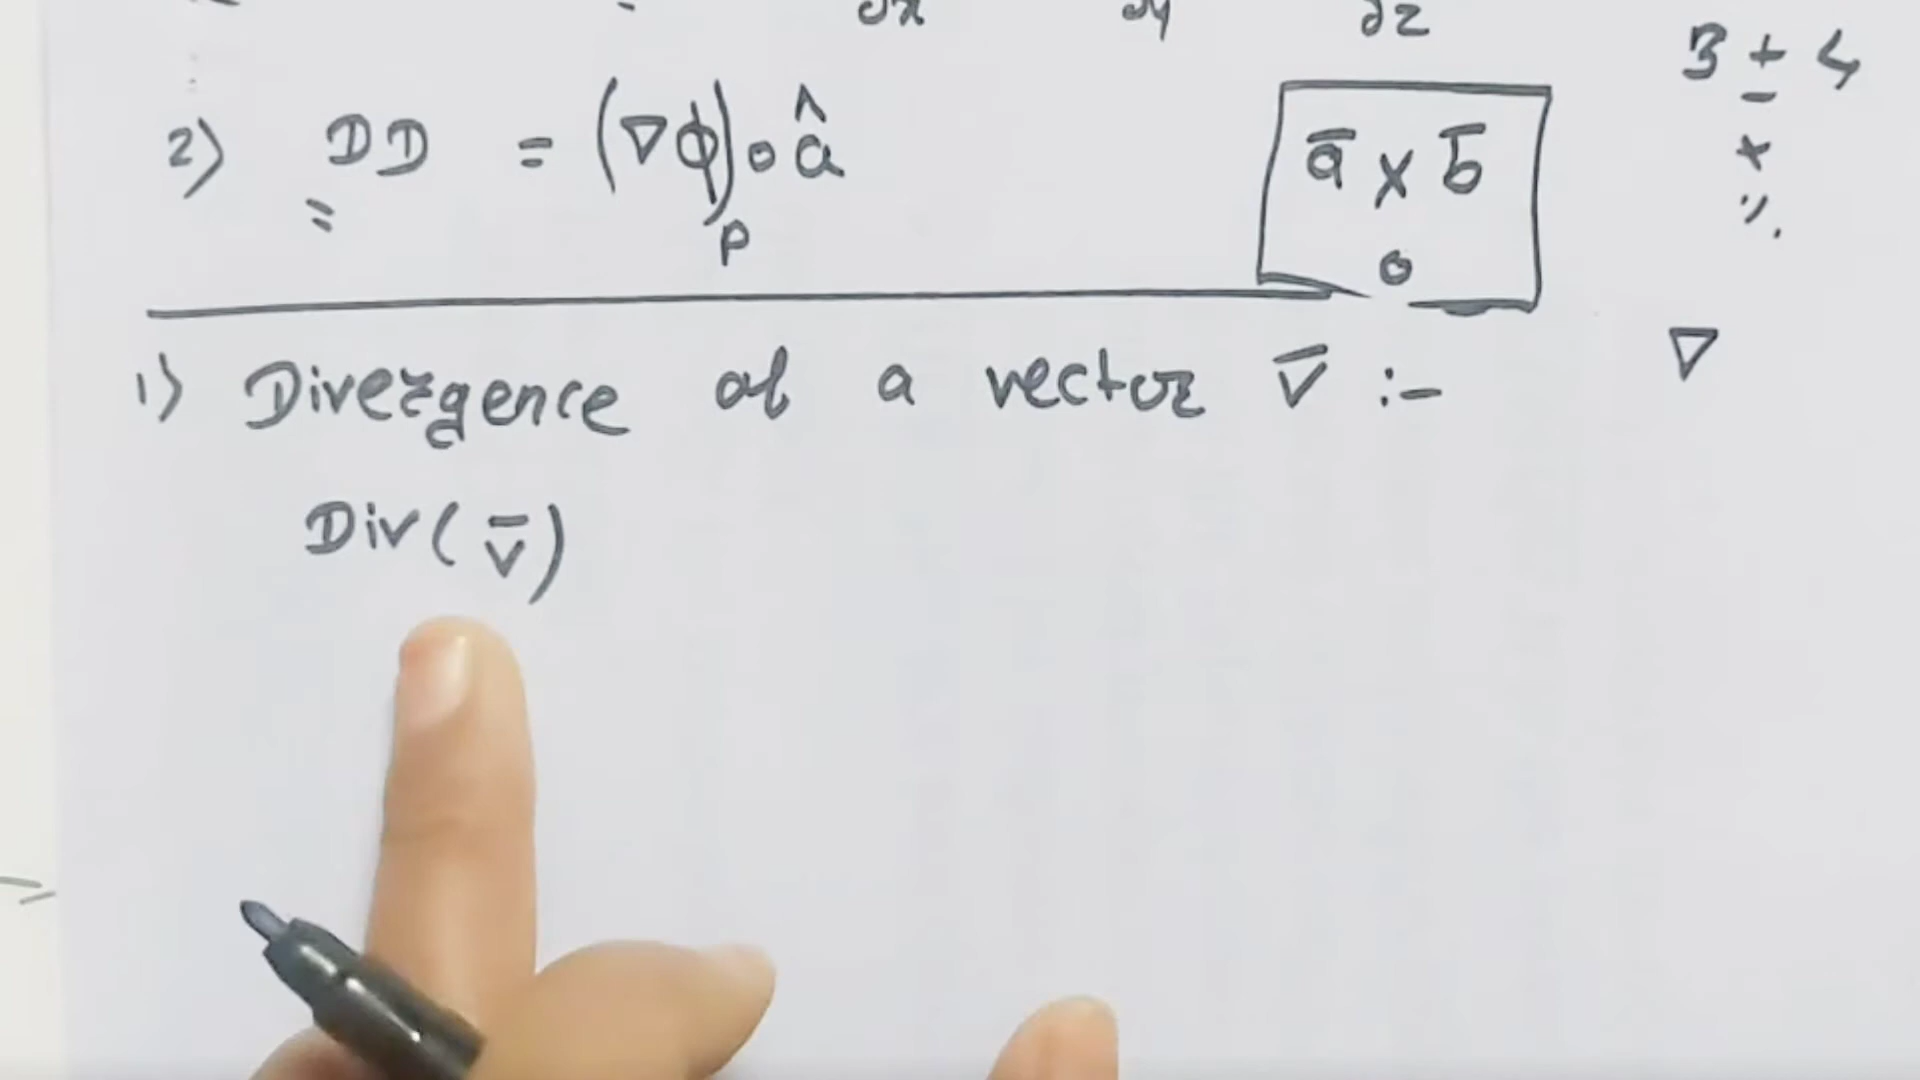 ∂x ∂y ∂z
3 + 4
-
×
%.
2) DD = (∇ϕ)ₚ ∘ â
a̅ × b̅
∘
∇
1) Divergence of a vector v̅ :-
Div( v̅ )